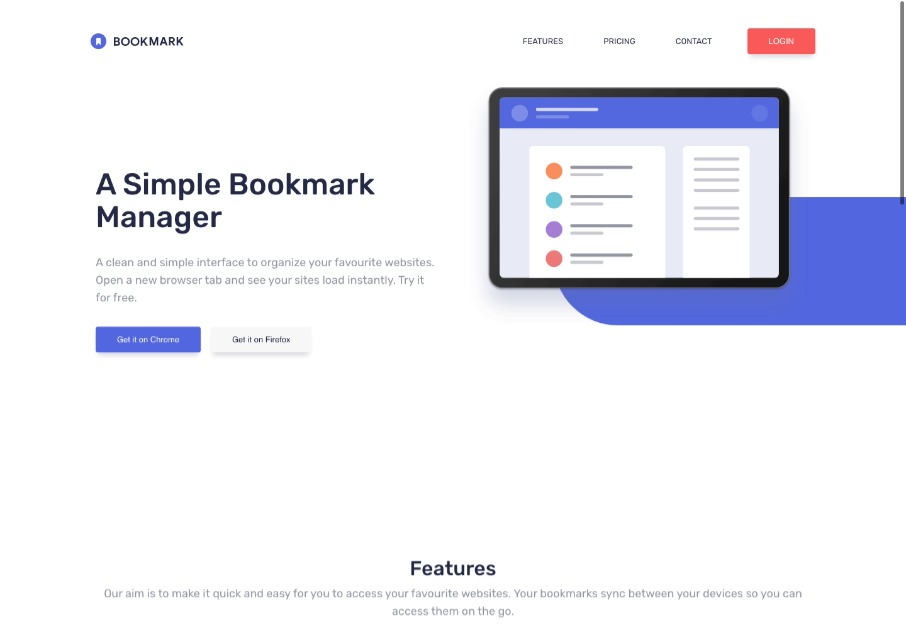 BOOKMARK
FEATURES
PRICING
CONTACT
LOGIN
A Simple Bookmark
Manager
A clean and simple interface to organize your favourite websites.
Open a new browser tab and see your sites load instantly. Try it
for free.
Get it on Chrome
Get it on Firefox
Features
Our aim is to make it quick and easy for you to access your favourite websites. Your bookmarks sync between your devices so you can
access them on the go.